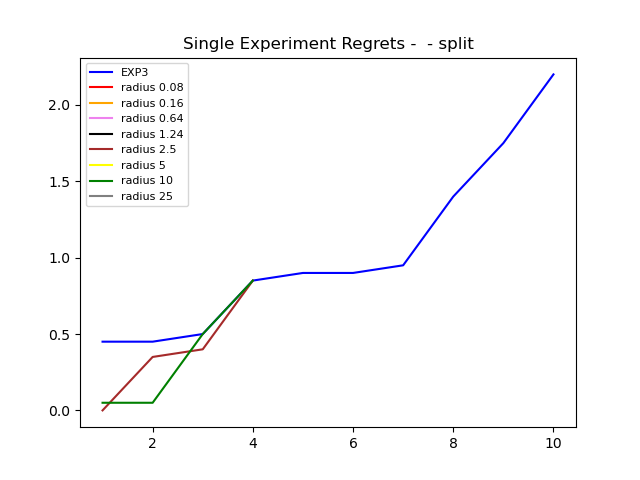 Single Experiment Regrets -  - split
EXP3
radius 0.08
radius 0.16
radius 0.64
radius 1.24
radius 2.5
radius 5
radius 10
radius 25
2.0
1.5
1.0
0.5
0.0
2 4 6 8 10